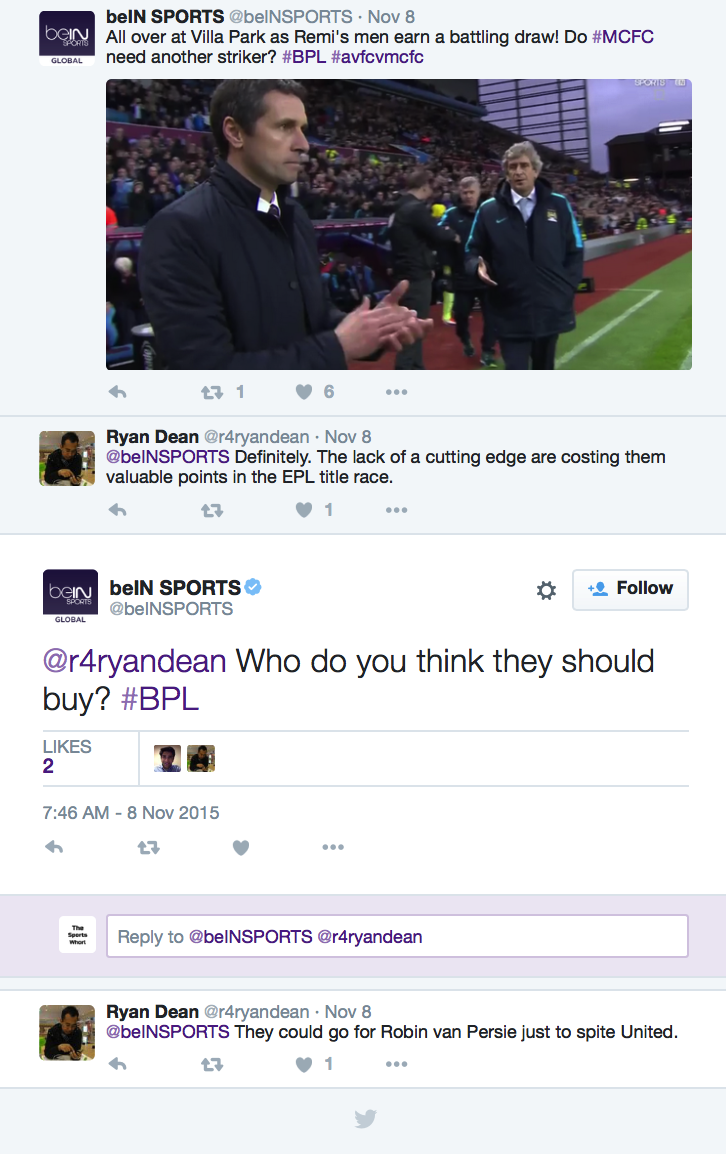 beIN SPORTS @beINSPORTS · Nov 8
beIN
SPORTS
GLOBAL
All over at Villa Park as Remi's men earn a battling draw! Do #MCFC
need another striker? #BPL #avfcvmcfc
SPORTS
1
6
Ryan Dean @r4ryandean · Nov 8
@beINSPORTS Definitely. The lack of a cutting edge are costing them
valuable points in the EPL title race.
1
beIN
SPORTS
GLOBAL
beIN SPORTS
@beINSPORTS
Follow
@r4ryandean Who do you think they should
buy? #BPL
LIKES
2
7:46 AM - 8 Nov 2015
The
Sports
Whorl
Reply to @beINSPORTS @r4ryandean
Ryan Dean @r4ryandean · Nov 8
@beINSPORTS They could go for Robin van Persie just to spite United.
1